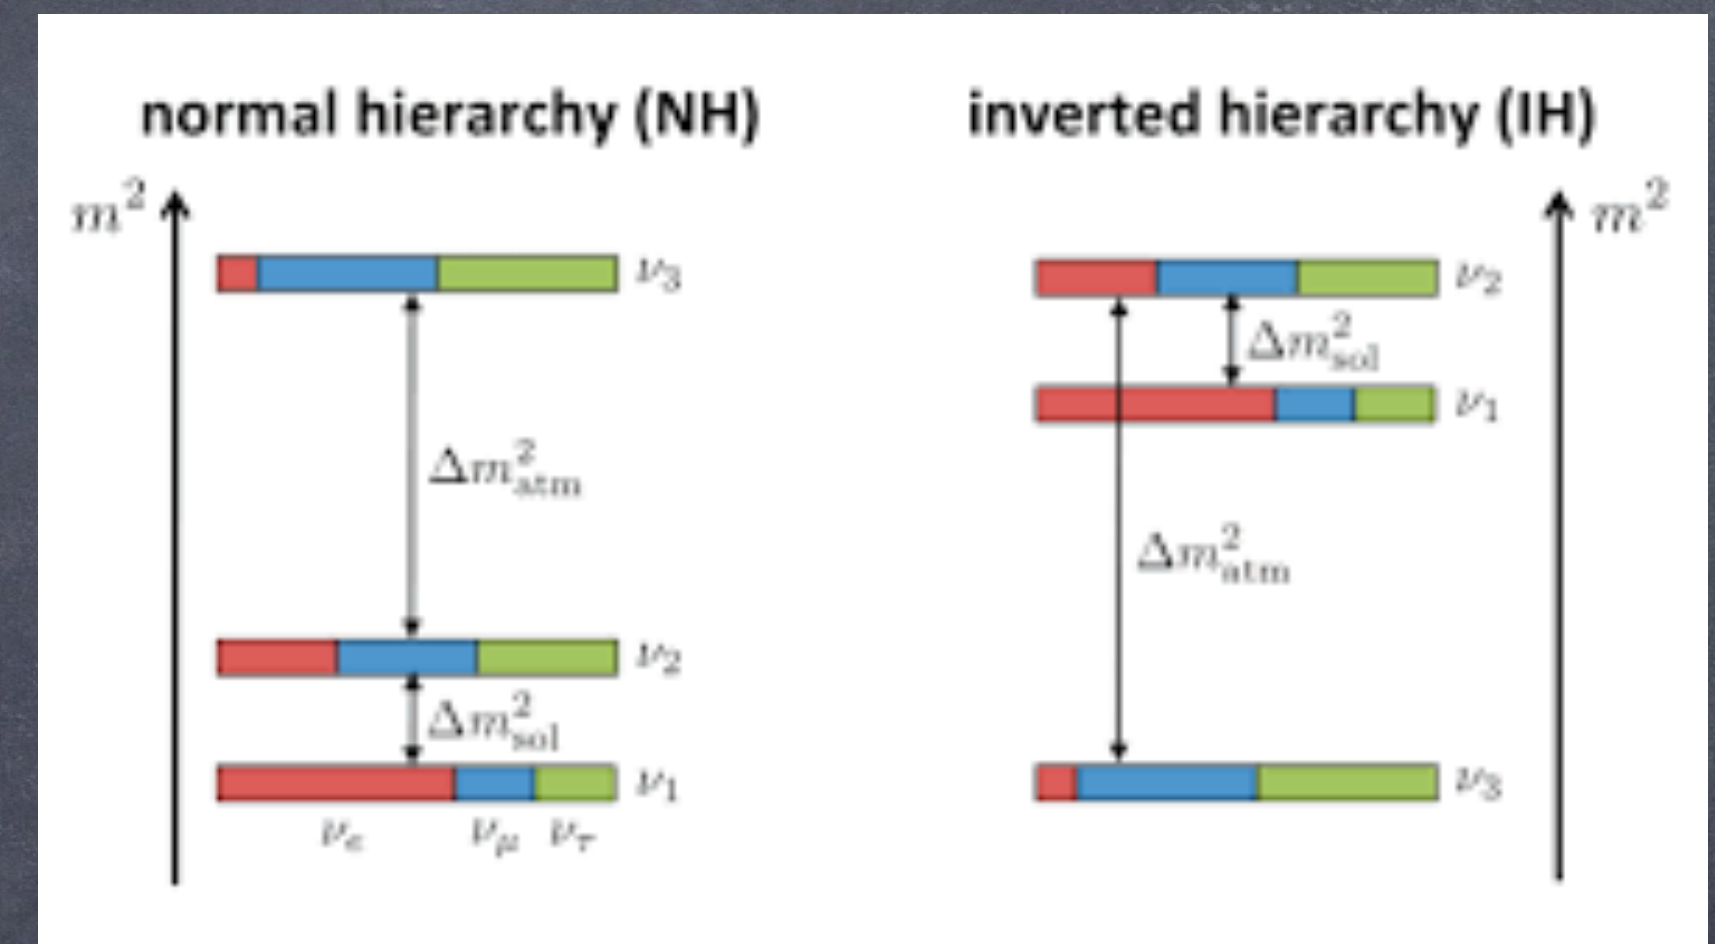 normal hierarchy (NH)
m²
ν₃
Δm²atm
ν₂
Δm²sol
ν₁
νe νμ ντ
inverted hierarchy (IH)
m²
ν₂
Δm²sol
ν₁
Δm²atm
ν₃